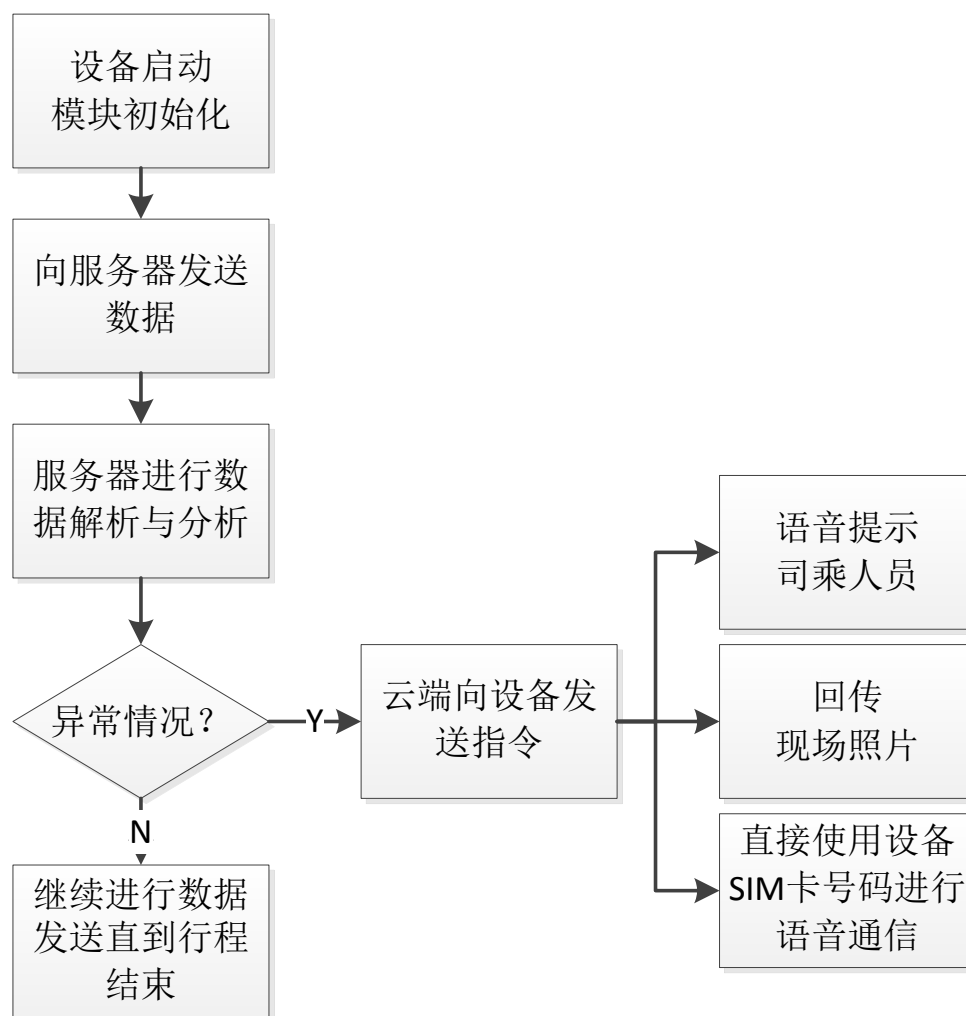 设备启动
模块初始化
向服务器发送
数据
服务器进行数
据解析与分析
异常情况？
Y
N
继续进行数据
发送直到行程
结束
云端向设备发
送指令
语音提示
司乘人员
回传
现场照片
直接使用设备
SIM卡号码进行
语音通信